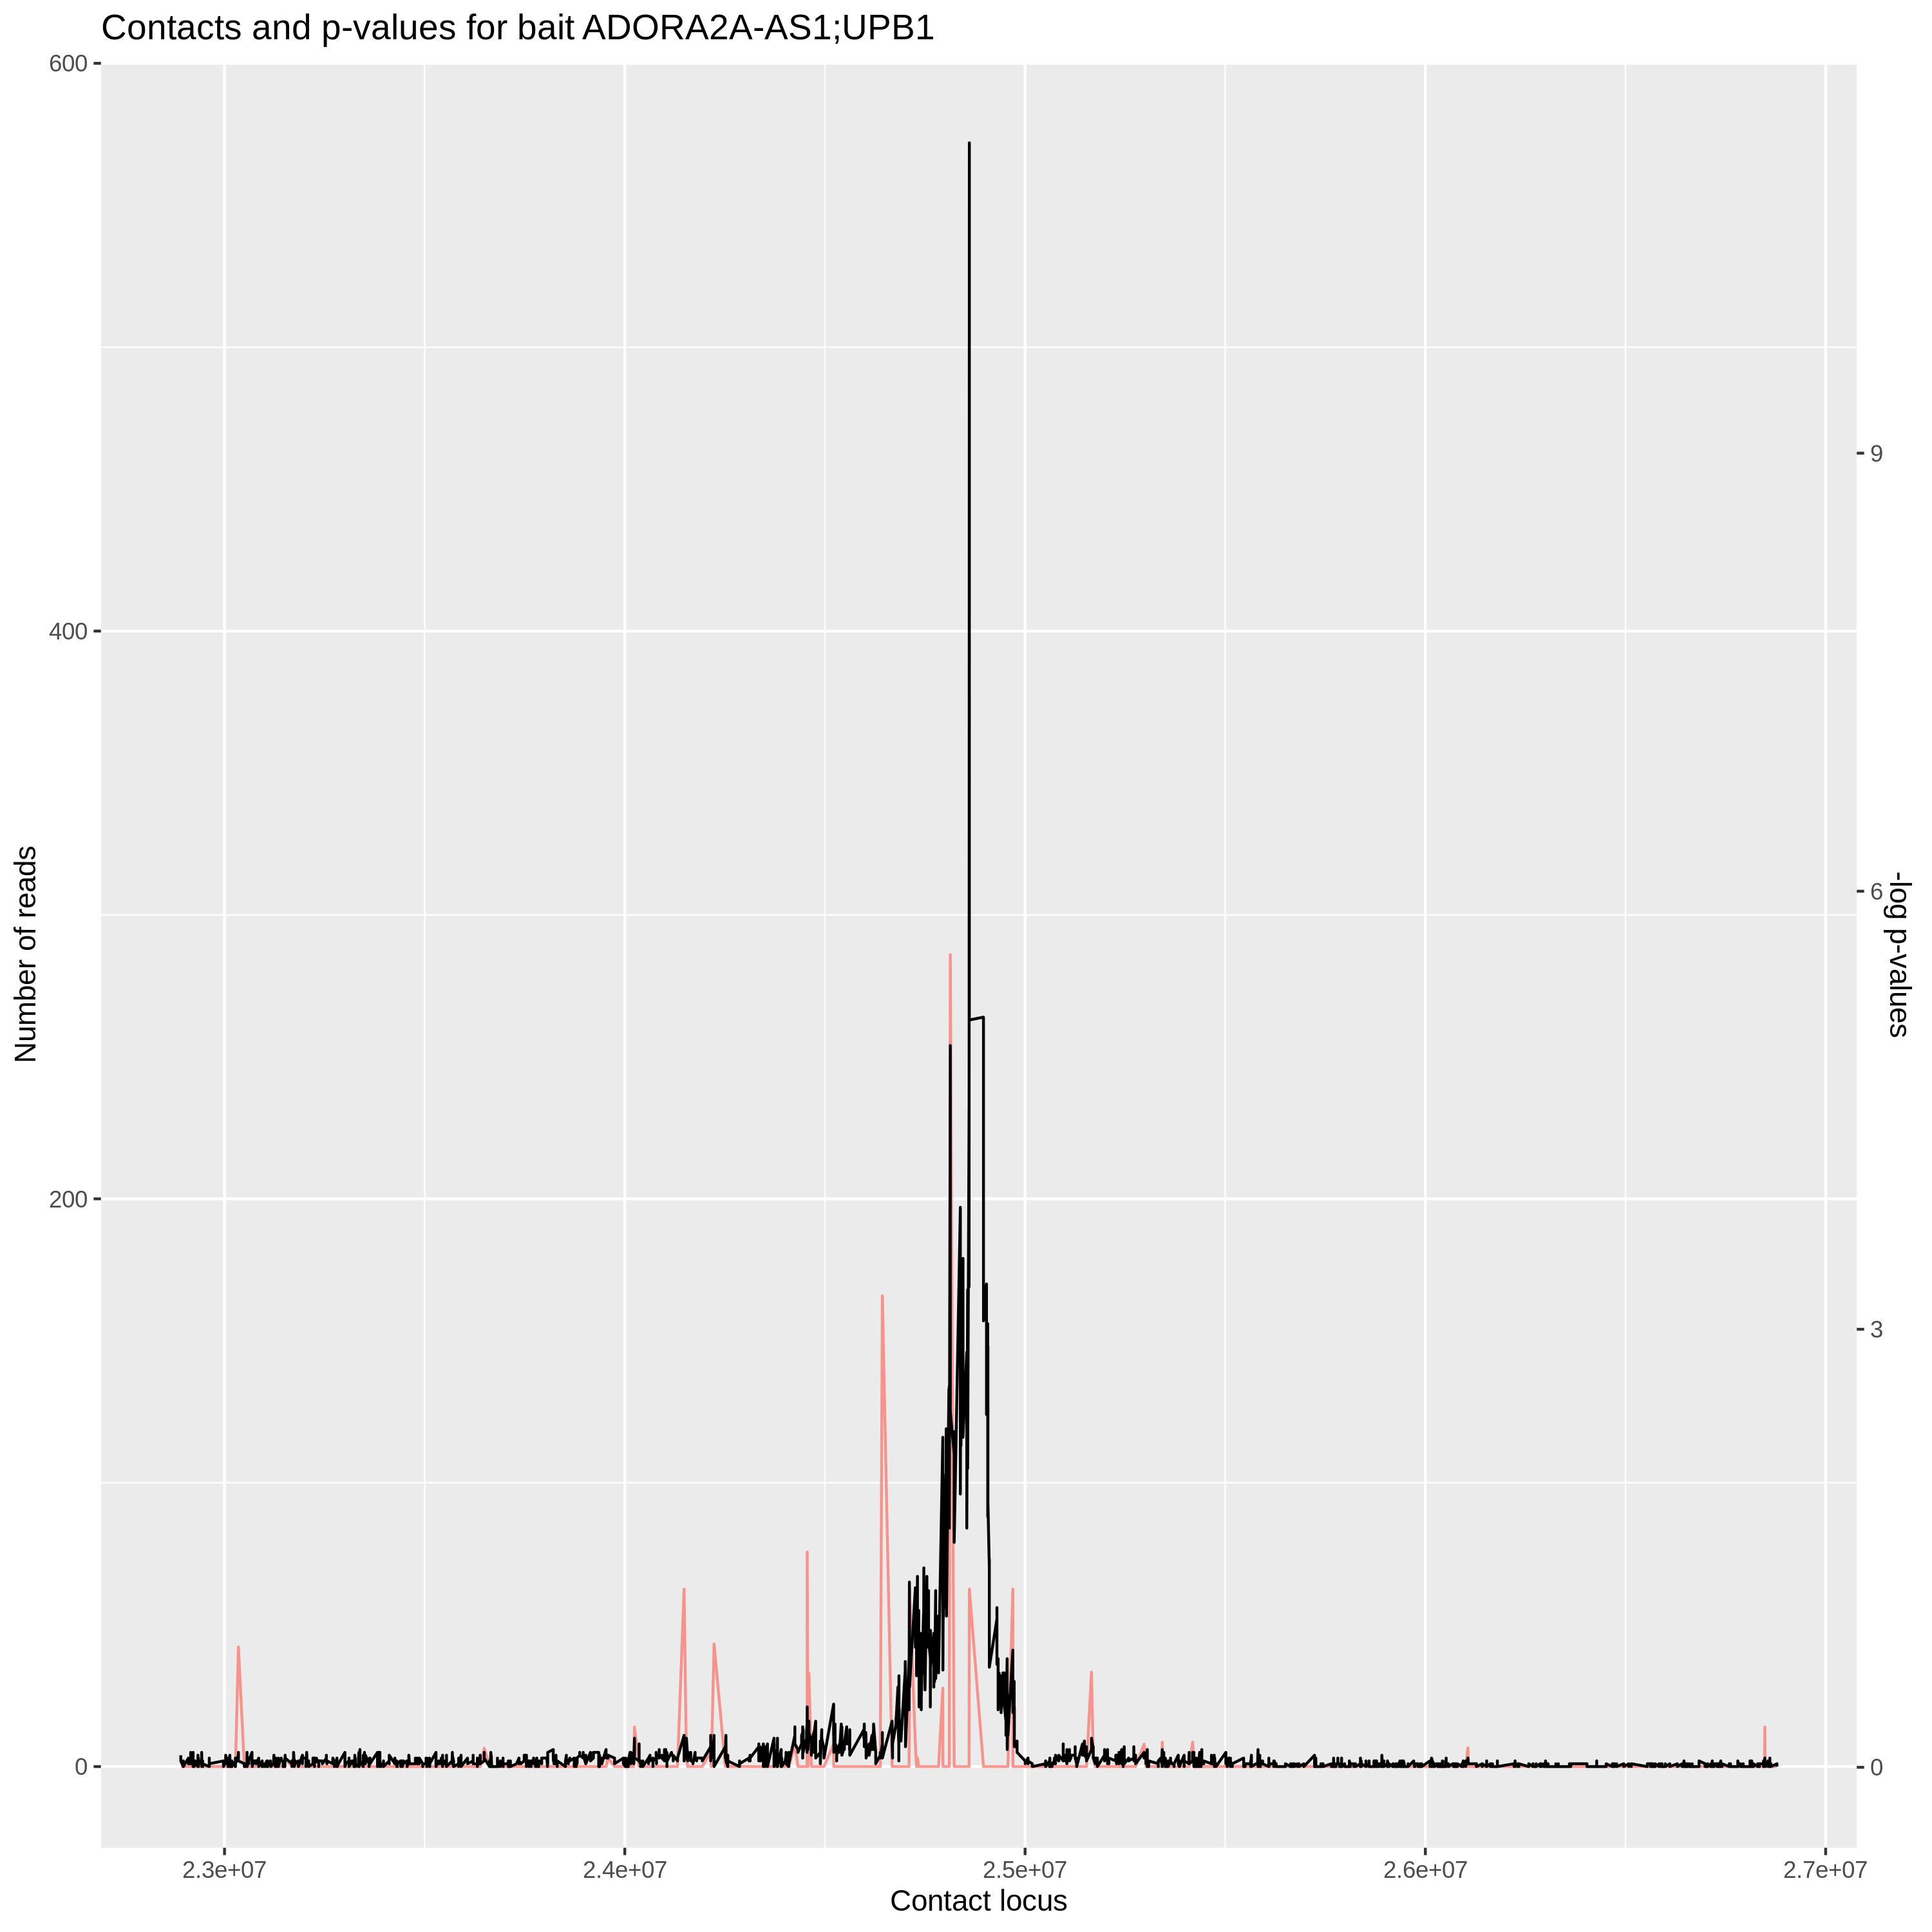 Contacts and p-values for bait ADORA2A-AS1;UPB1
600
400
200
0
Number of reads
9
6
3
0
-log p-values
2.3e+07
2.4e+07
2.5e+07
2.6e+07
2.7e+07
Contact locus